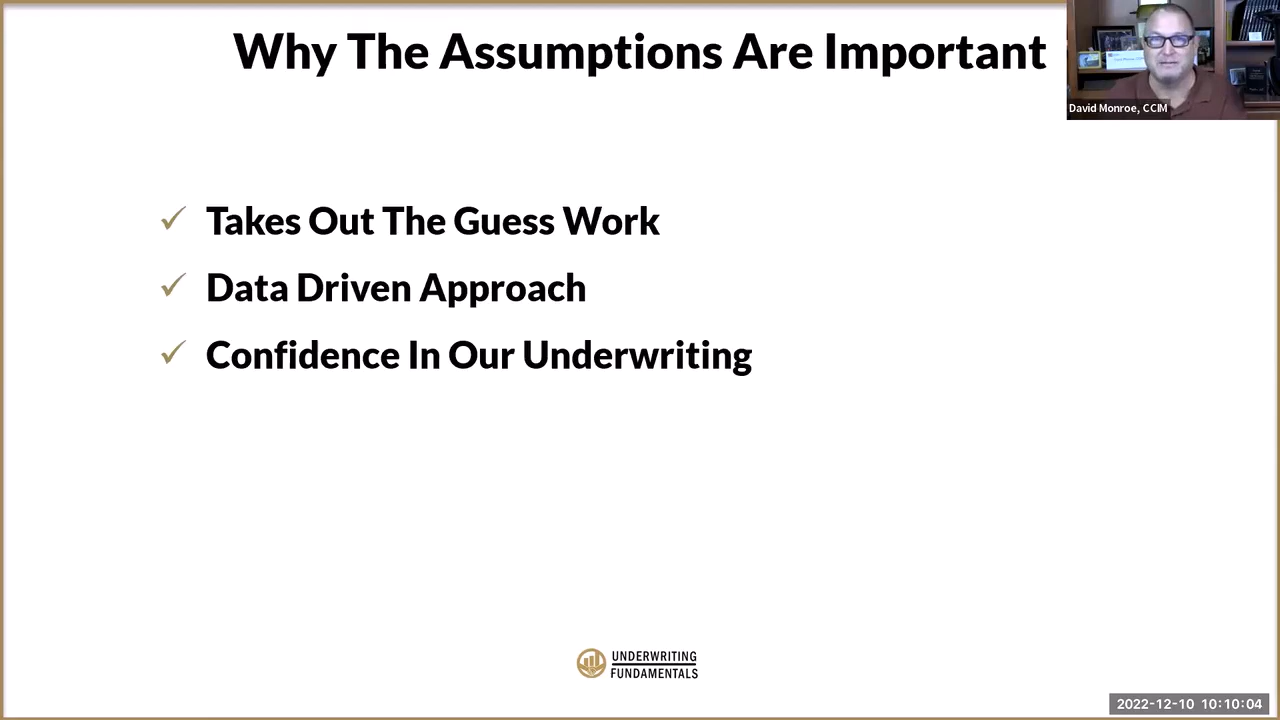 Why The Assumptions Are Important
David Monroe, CCIM
✓ Takes Out The Guess Work
✓ Data Driven Approach
✓ Confidence In Our Underwriting
UNDERWRITING
FUNDAMENTALS
2022-12-10 10:10:04